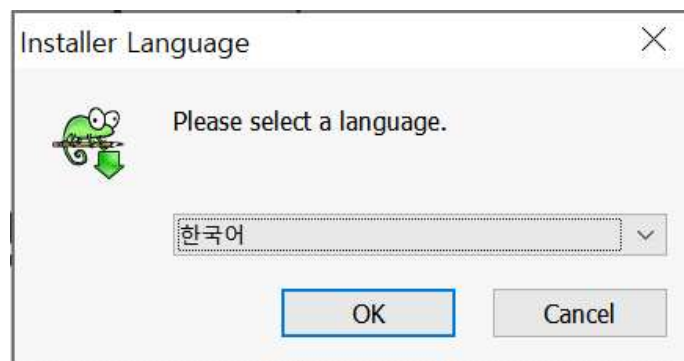 Installer Language
Please select a language.
한국어
OK
Cancel